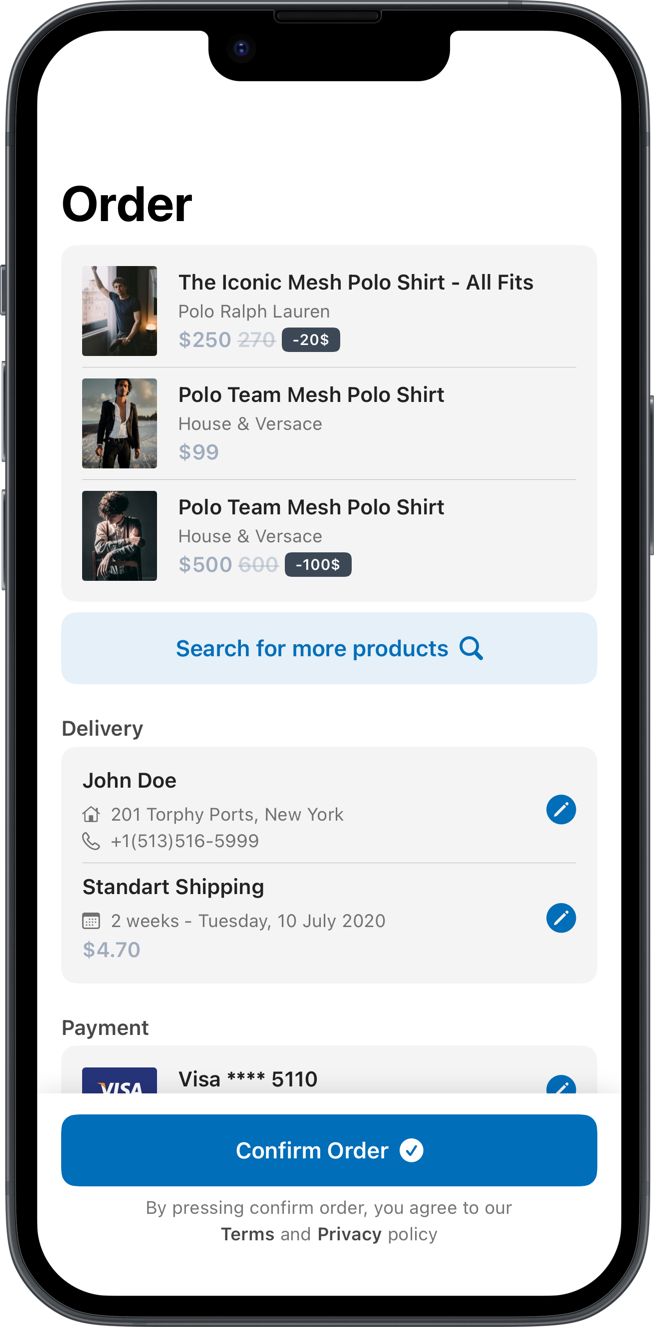 Order
The Iconic Mesh Polo Shirt - All Fits
Polo Ralph Lauren
$250 270 -20$
Polo Team Mesh Polo Shirt
House & Versace
$99
Polo Team Mesh Polo Shirt
House & Versace
$500 600 -100$
Search for more products
Delivery
John Doe
201 Torphy Ports, New York
+1(513)516-5999
Standart Shipping
2 weeks - Tuesday, 10 July 2020
$4.70
Payment
VISA Visa **** 5110
Confirm Order
By pressing confirm order, you agree to our
Terms and Privacy policy